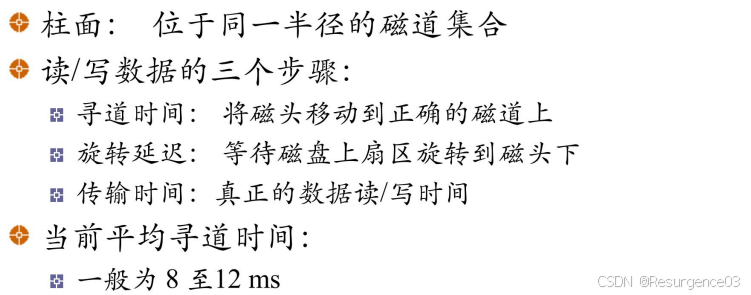 柱面： 位于同一半径的磁道集合
读/写数据的三个步骤：
寻道时间： 将磁头移动到正确的磁道上
旋转延迟： 等待磁盘上扇区旋转到磁头下
传输时间：真正的数据读/写时间
当前平均寻道时间：
一般为 8 至12 ms
CSDN @Resurgence03